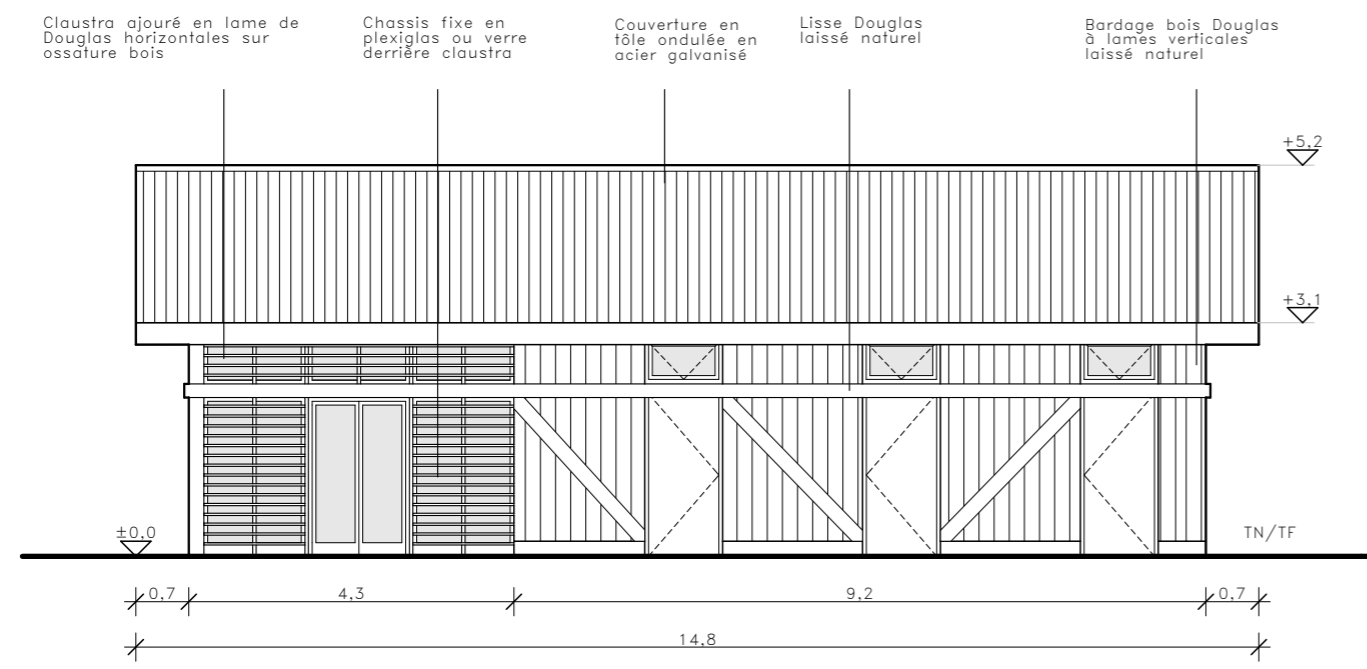 Claustra ajouré en lame de
Douglas horizontales sur
ossature bois
Chassis fixe en
plexiglas ou verre
derrière claustra
Couverture en
tôle ondulée en
acier galvanisé
Lisse Douglas
laissé naturel
Bardage bois Douglas
à lames verticales
laissé naturel
+5,2
+3,1
±0,0
TN/TF
0,7
4,3
9,2
0,7
14,8